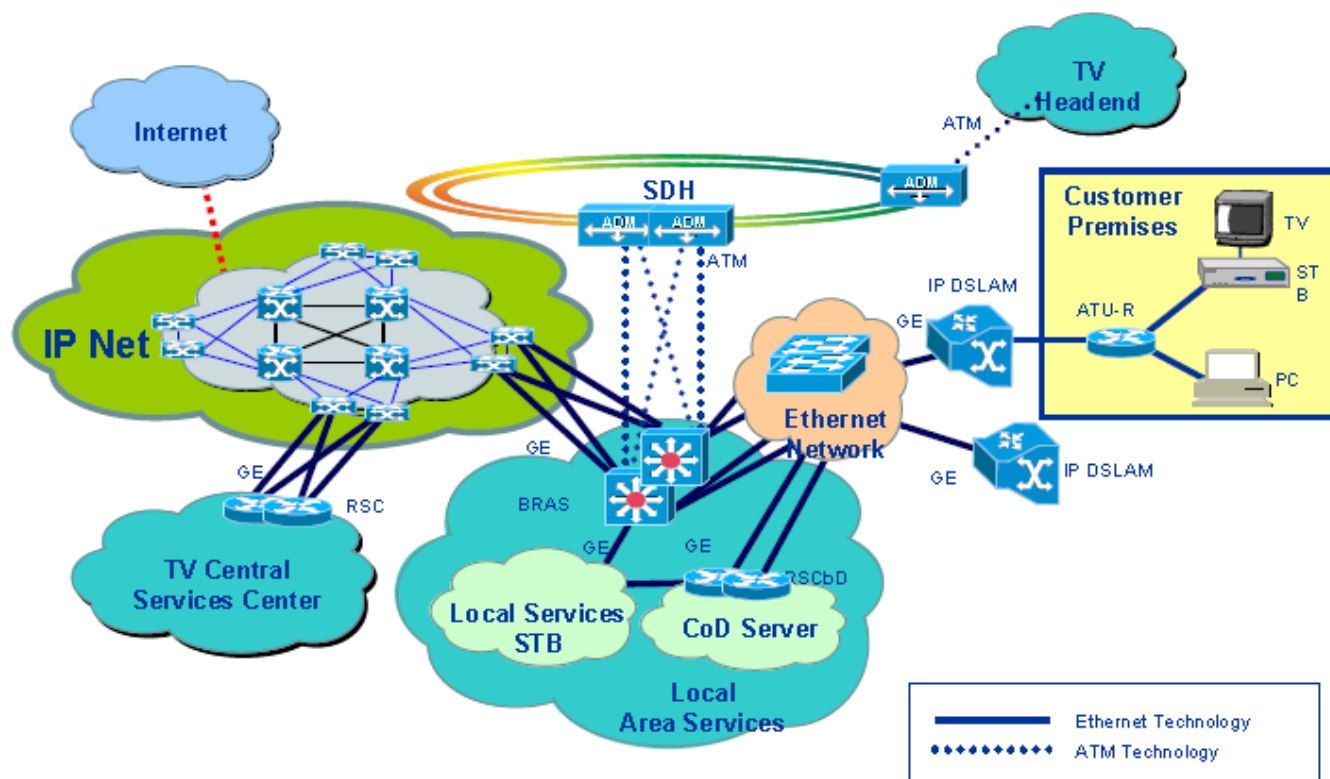 TV
Headend
ATM
Internet
SDH
ADM
ADM
ADM
ATM
Customer
Premises
TV
ST
B
IP DSLAM
GE
ATU-R
PC
IP Net
Ethernet
Network
GE
IP DSLAM
GE
GE
RSC
BRAS
GE
GE
RSCbD
TV Central
Services Center
Local Services
STB
CoD Server
Local
Area Services
Ethernet Technology
ATM Technology